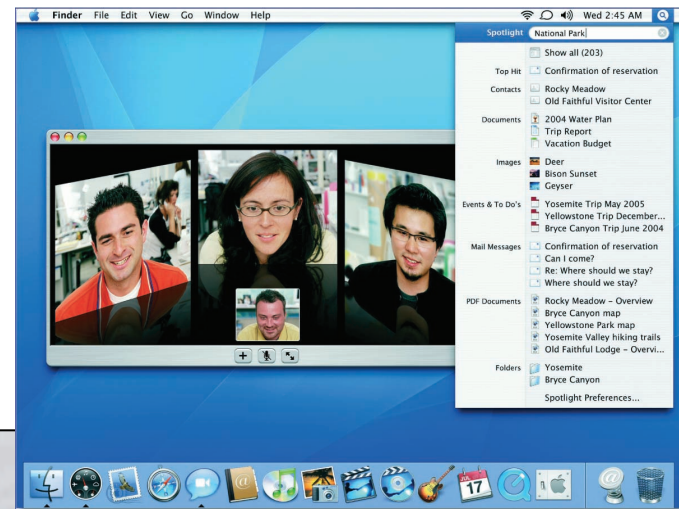 Finder File Edit View Go Window Help Wed 2:45 AM
Spotlight National Park
Show all (203)
Top Hit Confirmation of reservation
Contacts Rocky Meadow
Old Faithful Visitor Center
Documents 2004 Water Plan
Trip Report
Vacation Budget
Images Deer
Bison Sunset
Geyser
Events & To Do's Yosemite Trip May 2005
Yellowstone Trip December...
Bryce Canyon Trip June 2004
Mail Messages Confirmation of reservation
Can I come?
Re: Where should we stay?
Where should we stay?
PDF Documents Rocky Meadow – Overview
Bryce Canyon map
Yellowstone Park map
Yosemite Valley hiking trails
Old Faithful Lodge – Overvi...
Folders Yosemite
Bryce Canyon
Spotlight Preferences...
JUL
17